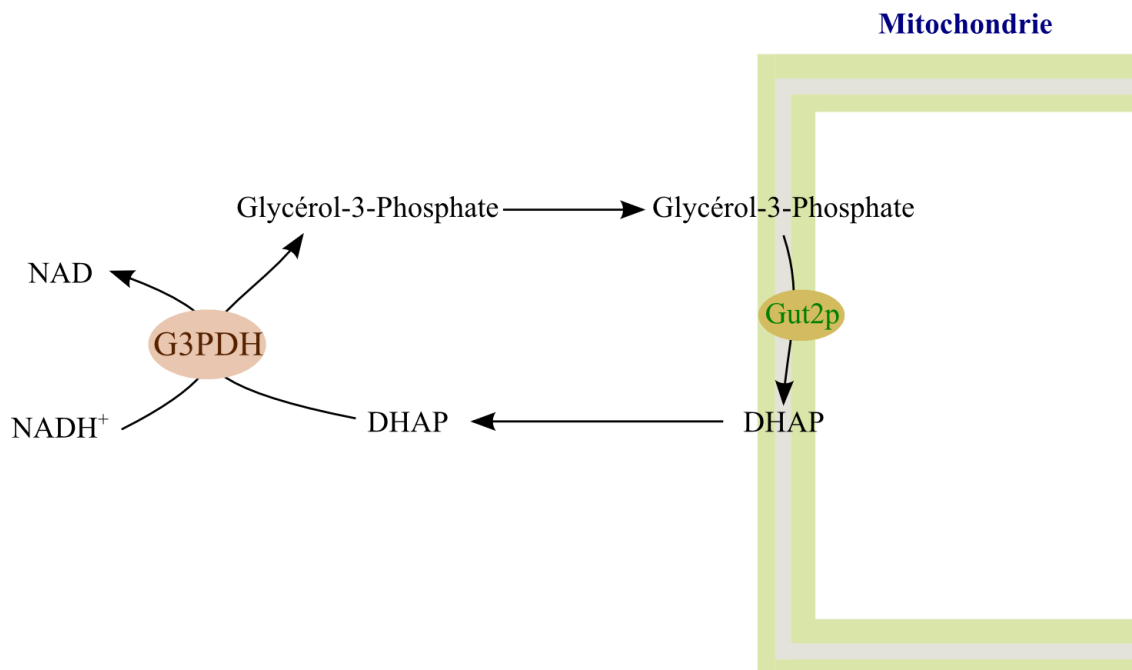 Mitochondrie
Glycérol-3-Phosphate
Glycérol-3-Phosphate
NAD
Gut2p
G3PDH
NADH⁺
DHAP
DHAP